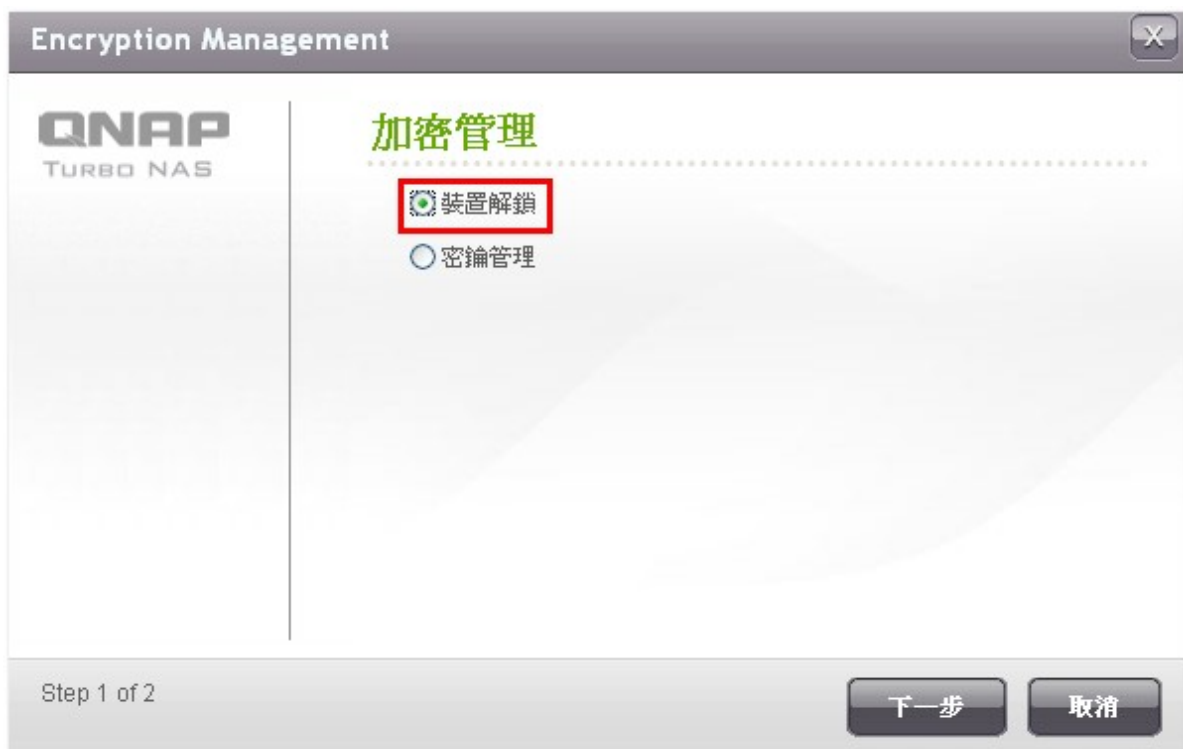 Encryption Management
X
QNAP
TURBO NAS
加密管理
裝置解鎖
密鑰管理
Step 1 of 2
下一步
取消